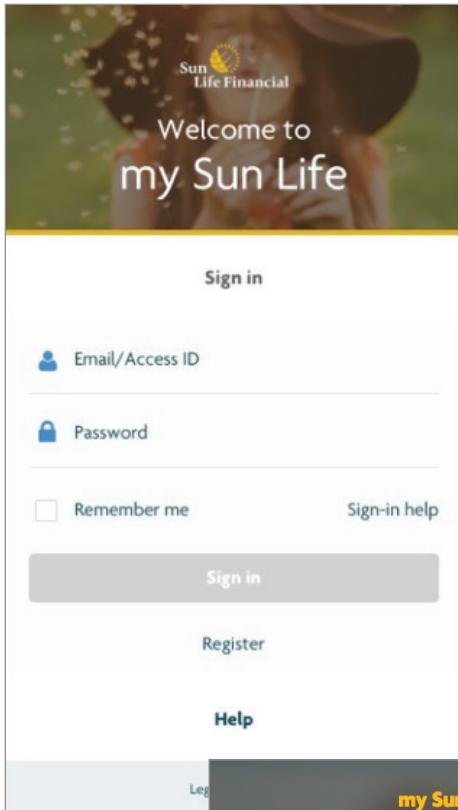 Sun
Life Financial
Welcome to
my Sun Life
Sign in
Email/Access ID
Password
Remember me Sign-in help
Sign in
Register
Help
my